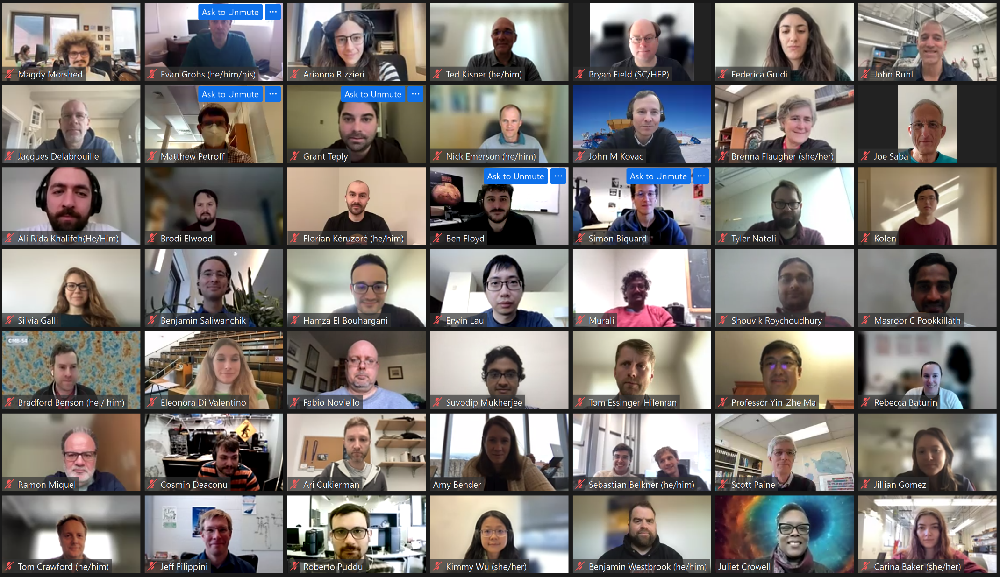 Ask to Unmute
Magdy Morshed
Evan Grohs (he/him/his)
Arianna Rizzieri
Ted Kisner (he/him)
Bryan Field (SC/HEP)
Federica Guidi
John Ruhl
Ask to Unmute
Ask to Unmute
Jacques Delabrouille
Matthew Petroff
Grant Teply
Nick Emerson (he/him)
John M Kovac
Brenna Flaugher (she/her)
Joe Saba
Ask to Unmute
Ask to Unmute
MARS
Ali Rida Khalifeh(He/Him)
Brodi Elwood
Florian Kéruzoré (he/him)
Ben Floyd
Simon Biquard
Tyler Natoli
Kolen
Silvia Galli
Benjamin Saliwanchik
Hamza El Bouhargani
Erwin Lau
Murali
Shouvik Roychoudhury
Masroor C Pookkillath
CMB-S4
Bradford Benson (he / him)
Eleonora Di Valentino
Fabio Noviello
Suvodip Mukherjee
Tom Essinger-Hileman
Professor Yin-Zhe Ma
Rebecca Baturin
Ramon Miquel
Cosmin Deaconu
Ari Cukierman
Amy Bender
Sebastian Belkner (he/him)
Scott Paine
Jillian Gomez
Tom Crawford (he/him)
Jeff Filippini
Roberto Puddu
Kimmy Wu (she/her)
Benjamin Westbrook (he/him)
Juliet Crowell
Carina Baker (she/her)